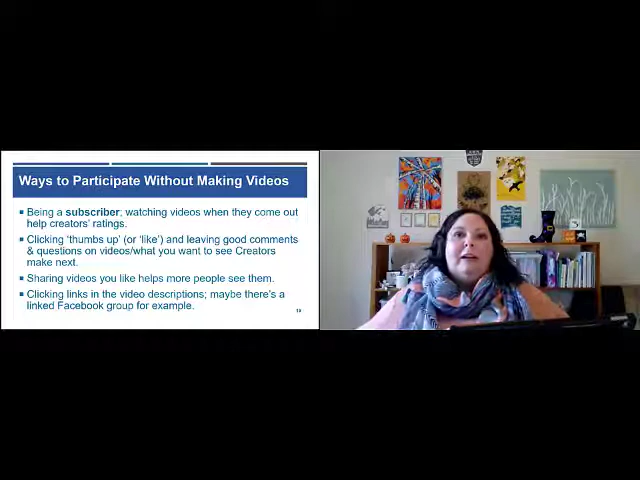 Ways to Participate Without Making Videos
Being a subscriber; watching videos when they come out
help creators' ratings.
Clicking 'thumbs up' (or 'like') and leaving good comments
& questions on videos/what you want to see Creators
make next.
Sharing videos you like helps more people see them.
Clicking links in the video descriptions; maybe there's a
linked Facebook group for example.